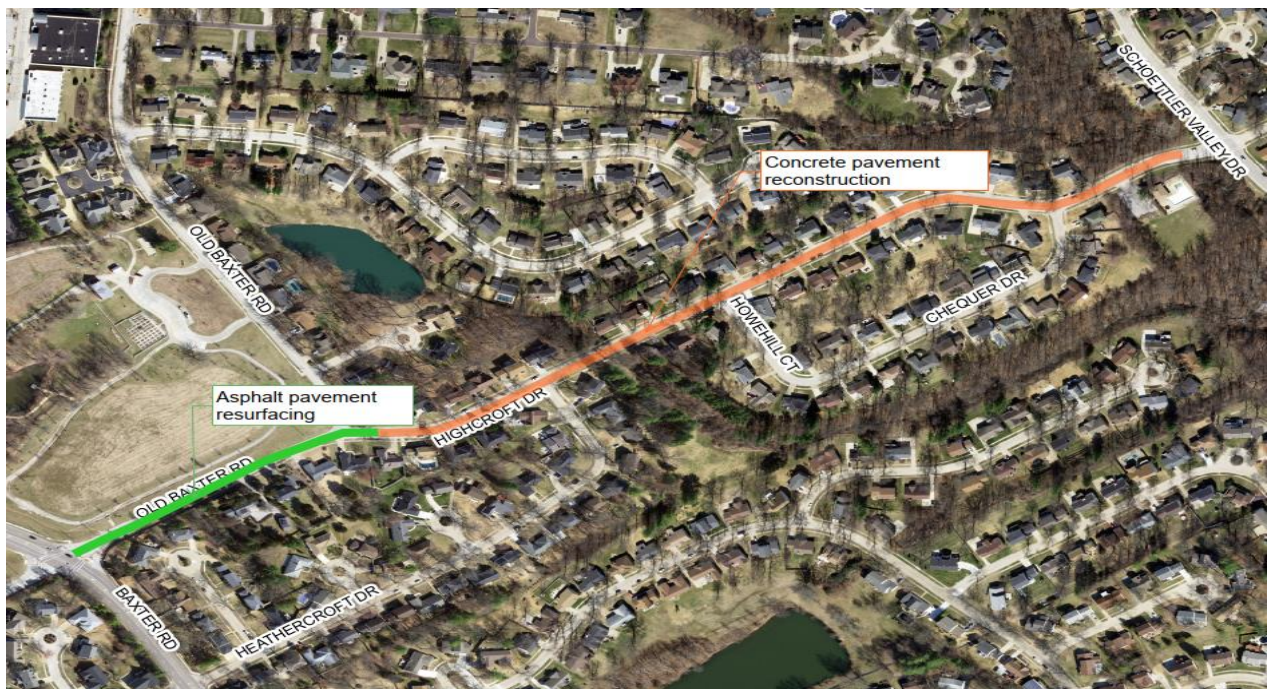 SCHOETTLER VALLEY DR
Concrete pavement
reconstruction
OLD BAXTER RD
HOWEHILL CT
CHEQUER DR
Asphalt pavement
resurfacing
HIGHCROFT DR
OLD BAXTER RD
BAXTER RD
HEATHERCROFT DR